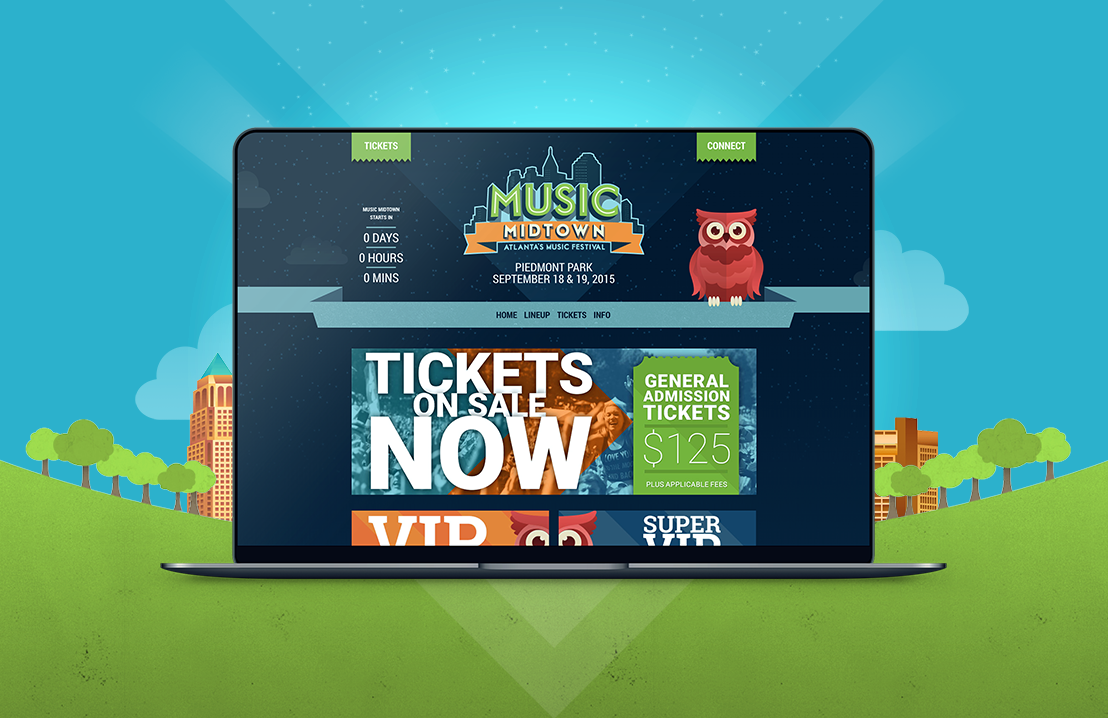 TICKETS
CONNECT
MUSIC
MIDTOWN
ATLANTA'S MUSIC FESTIVAL
MUSIC MIDTOWN
STARTS IN
0 DAYS
0 HOURS
0 MINS
PIEDMONT PARK
SEPTEMBER 18 & 19, 2015
HOME LINEUP TICKETS INFO
TICKETS
ON SALE
NOW
GENERAL
ADMISSION
TICKETS
$125
PLUS APPLICABLE FEES
VIP
SUPER
VIP